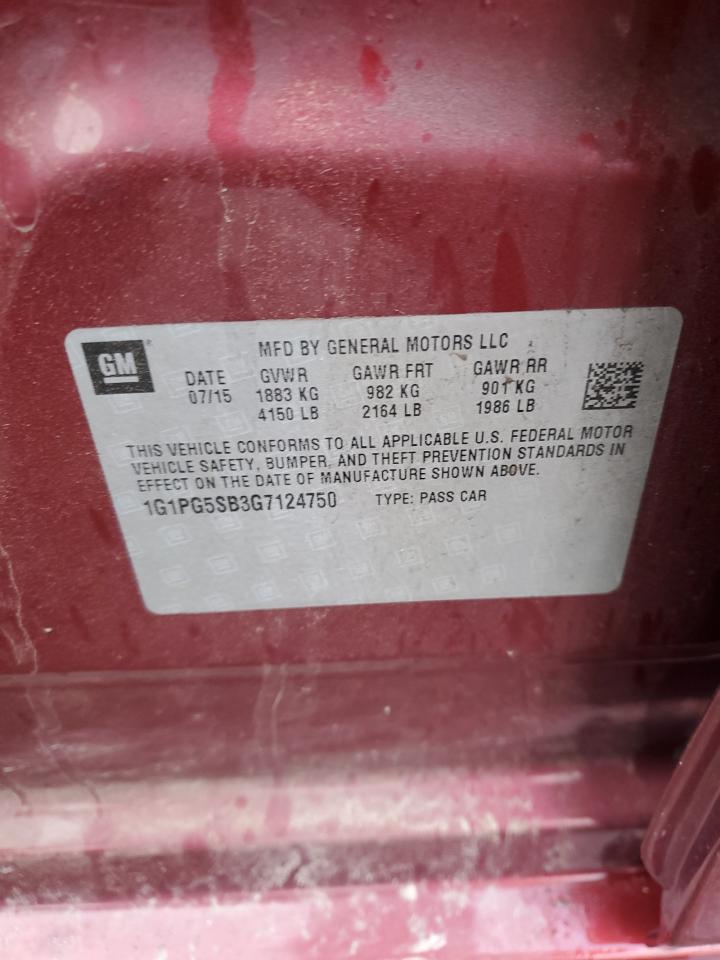 GM
MFD BY GENERAL MOTORS LLC
DATE GVWR GAWR FRT GAWR RR
07/15 1883 KG 982 KG 901 KG
4150 LB 2164 LB 1986 LB
THIS VEHICLE CONFORMS TO ALL APPLICABLE U.S. FEDERAL MOTOR
VEHICLE SAFETY, BUMPER, AND THEFT PREVENTION STANDARDS IN
EFFECT ON THE DATE OF MANUFACTURE SHOWN ABOVE.
1G1PG5SB3G7124750 TYPE: PASS CAR